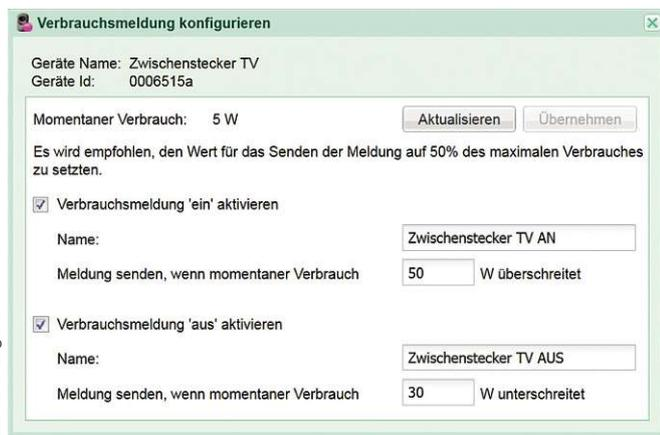 Verbrauchsmeldung konfigurieren
Geräte Name: Zwischenstecker TV
Geräte Id: 0006515a
Momentaner Verbrauch: 5 W Aktualisieren Übernehmen
Es wird empfohlen, den Wert für das Senden der Meldung auf 50% des maximalen Verbrauches
zu setzten.
Verbrauchsmeldung 'ein' aktivieren
Name: Zwischenstecker TV AN
Meldung senden, wenn momentaner Verbrauch 50 W überschreitet
Verbrauchsmeldung 'aus' aktivieren
Name: Zwischenstecker TV AUS
Meldung senden, wenn momentaner Verbrauch 30 W unterschreitet